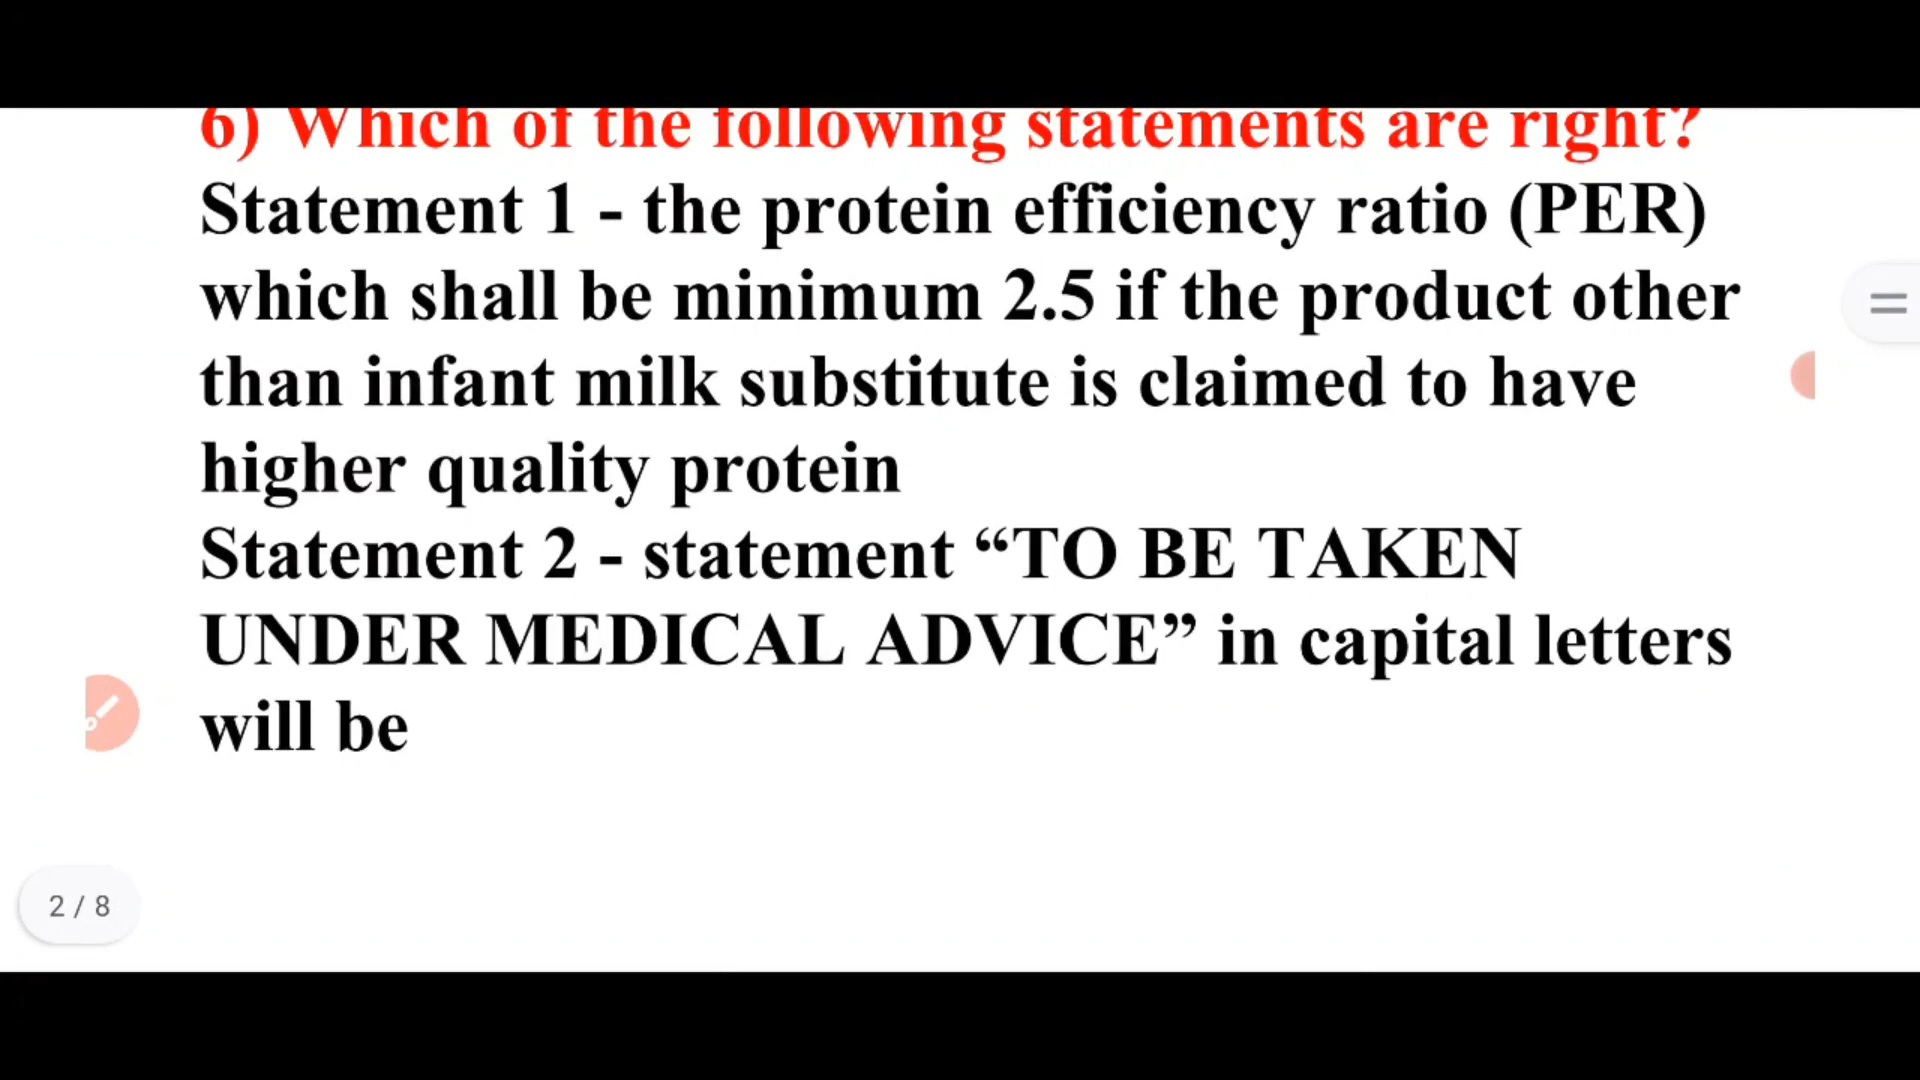 6) Which of the following statements are right?
Statement 1 - the protein efficiency ratio (PER)
which shall be minimum 2.5 if the product other
than infant milk substitute is claimed to have
higher quality protein
Statement 2 - statement “TO BE TAKEN
UNDER MEDICAL ADVICE” in capital letters
will be
2 / 8